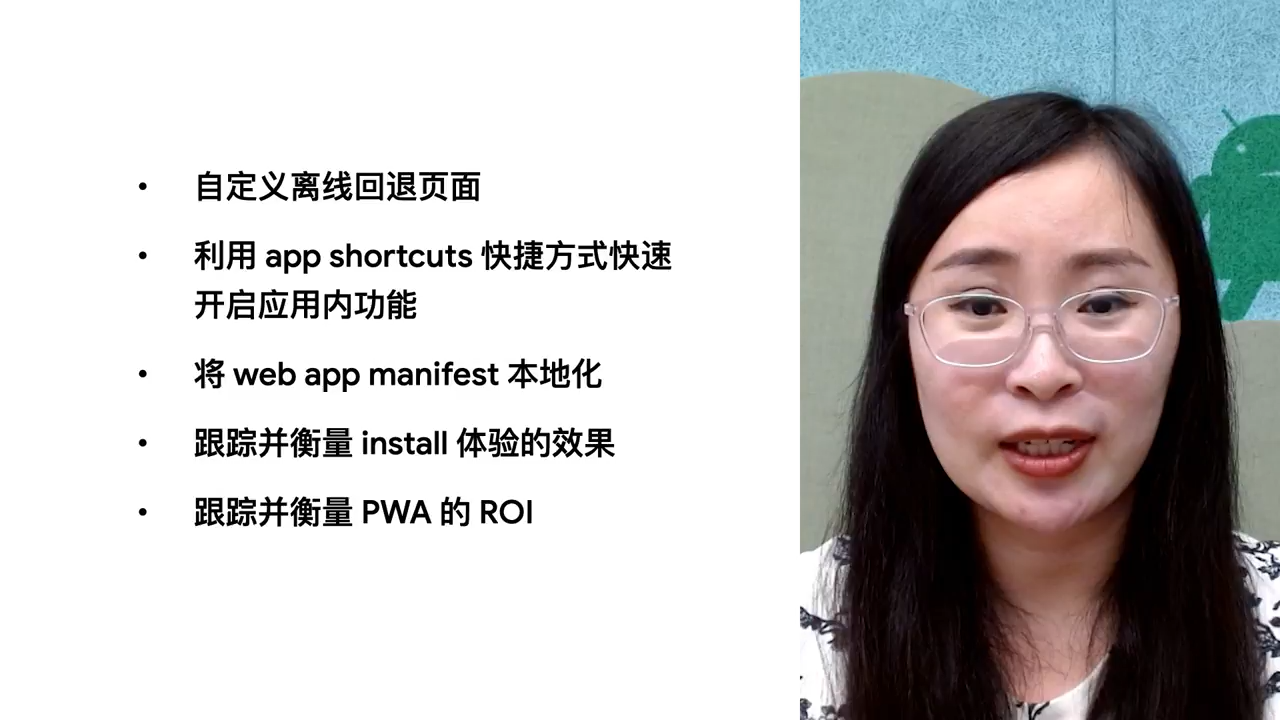 • 自定义离线回退页面
• 利用 app shortcuts 快捷方式快速
开启应用内功能
• 将 web app manifest 本地化
• 跟踪并衡量 install 体验的效果
• 跟踪并衡量 PWA 的 ROI